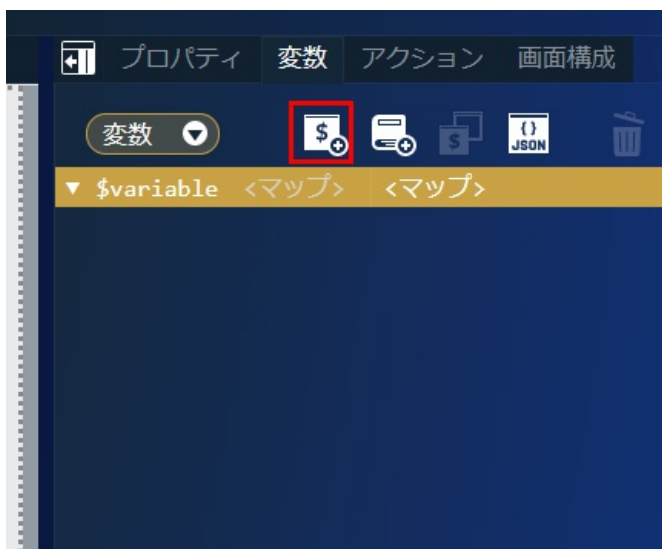 プロパティ 変数 アクション 画面構成
変数 $ $ {} JSON
$variable <マップ> <マップ>